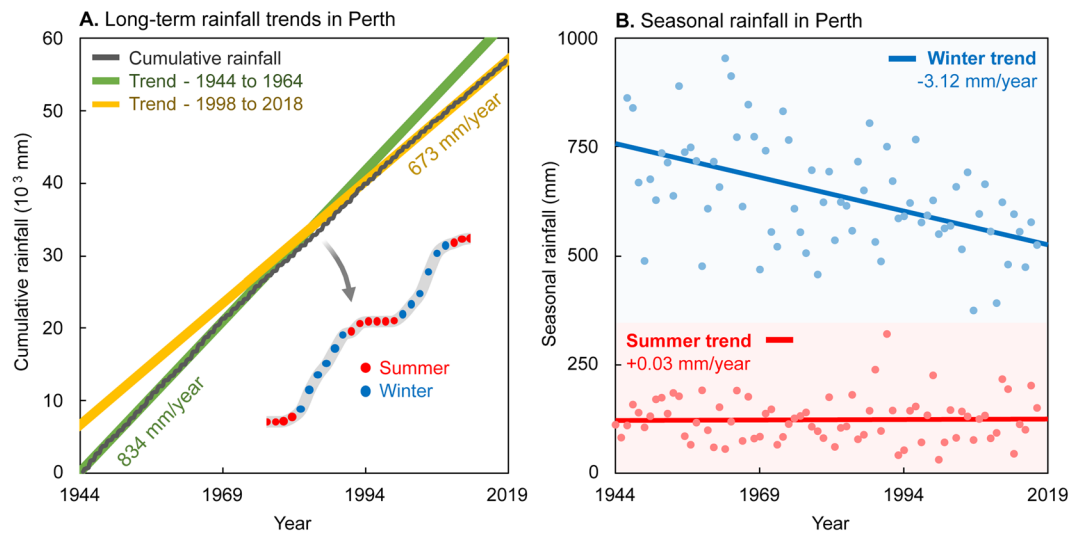 A. Long-term rainfall trends in Perth
60
50
40
30
20
10
0
Cumulative rainfall (10 ³ mm)
Cumulative rainfall
Trend - 1944 to 1964
Trend - 1998 to 2018
673 mm/year
834 mm/year
Summer
Winter
1944
1969
1994
2019
Year
B. Seasonal rainfall in Perth
1000
750
500
250
0
Seasonal rainfall (mm)
Winter trend
-3.12 mm/year
Summer trend
+0.03 mm/year
1944
1969
1994
2019
Year